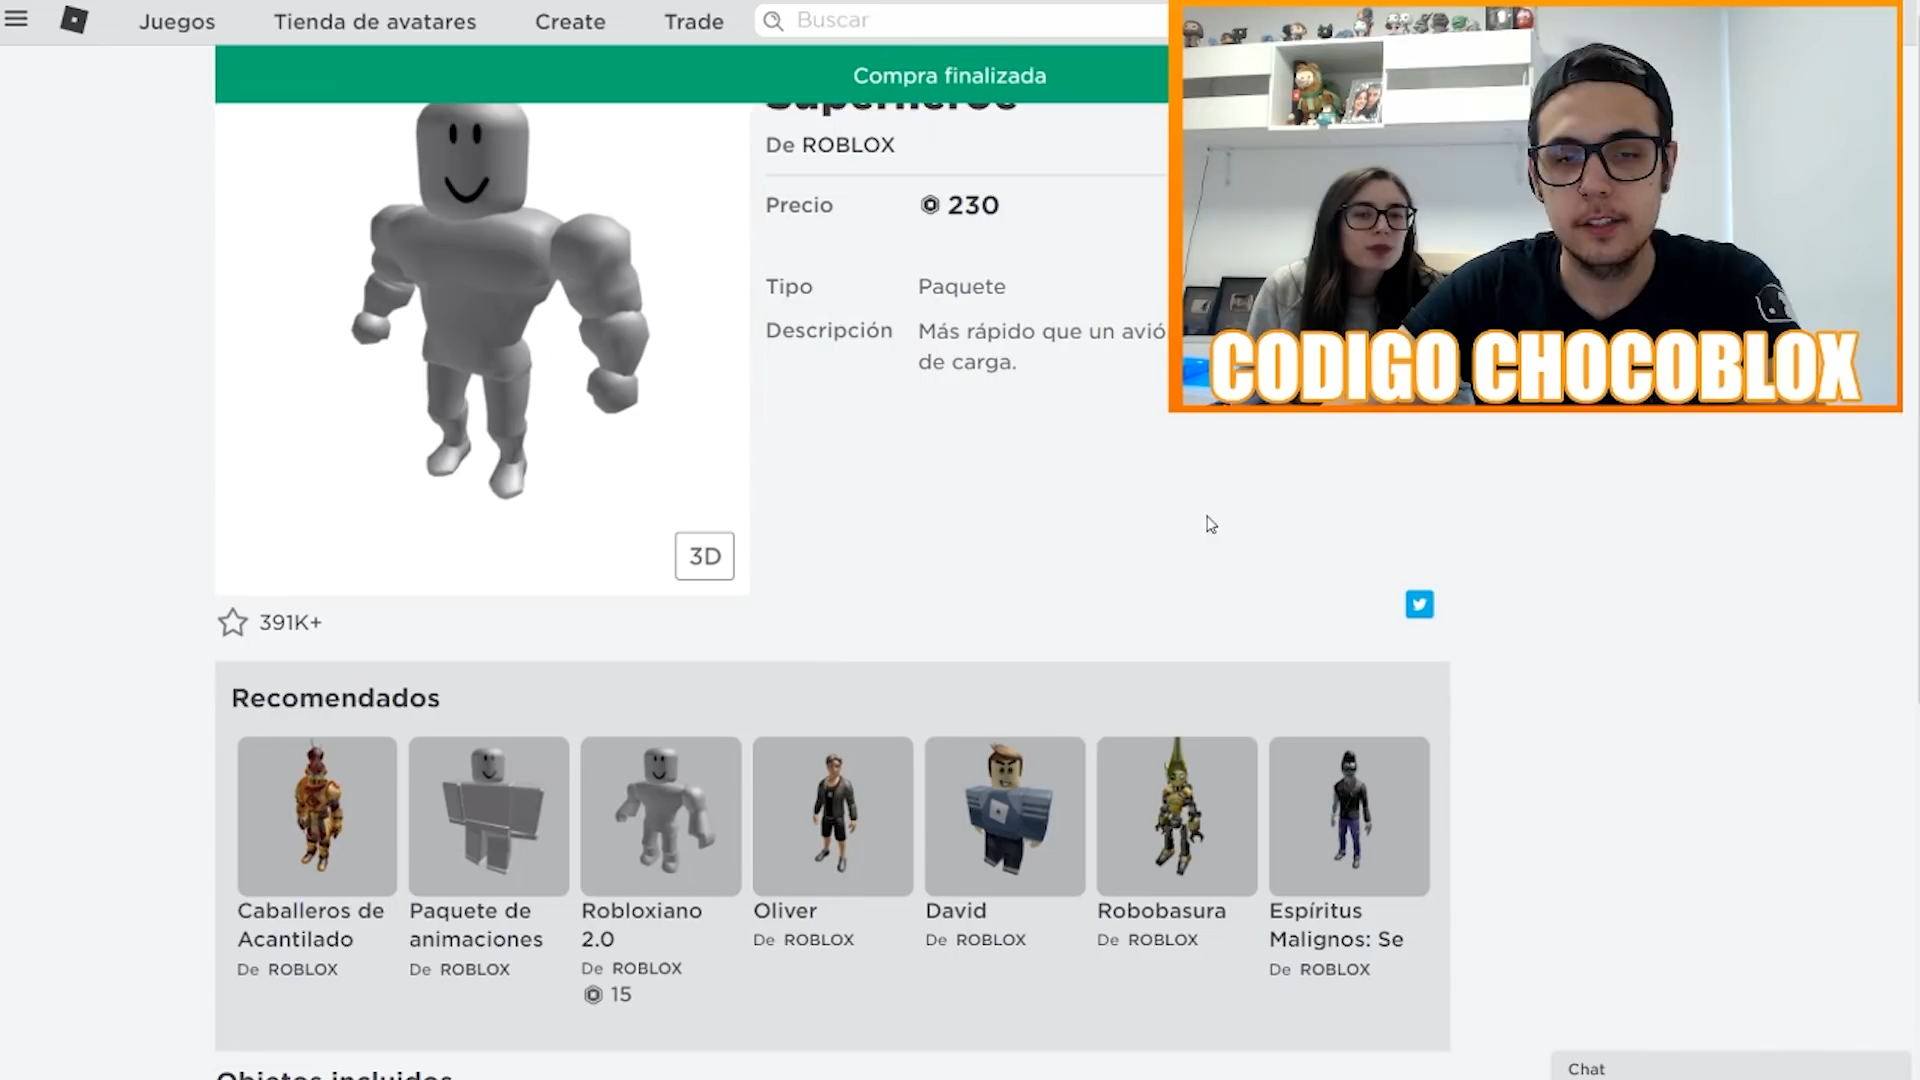 Juegos
Tienda de avatares
Create
Trade
Buscar
Compra finalizada
De ROBLOX
Precio
230
Tipo
Paquete
Descripción
Más rápido que un avió
de carga.
3D
391K+
CODIGO CHOCOBLOX
Recomendados
Caballeros de
Acantilado
De ROBLOX
Paquete de
animaciones
De ROBLOX
Robloxiano
2.0
De ROBLOX
15
Oliver
De ROBLOX
David
De ROBLOX
Robobasura
De ROBLOX
Espíritus
Malignos: Se
De ROBLOX
Objetos incluidos
Chat